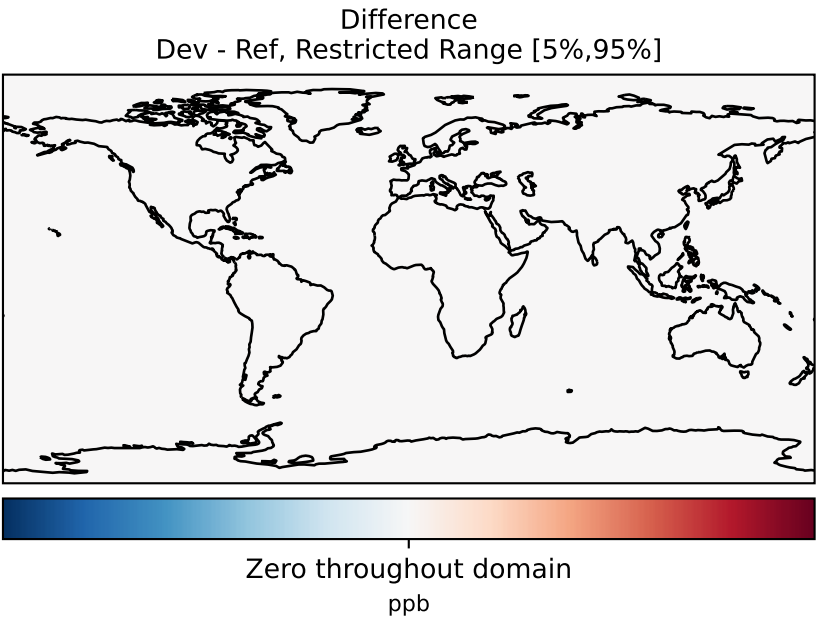 Difference
Dev - Ref, Restricted Range [5%,95%]
Zero throughout domain
ppb